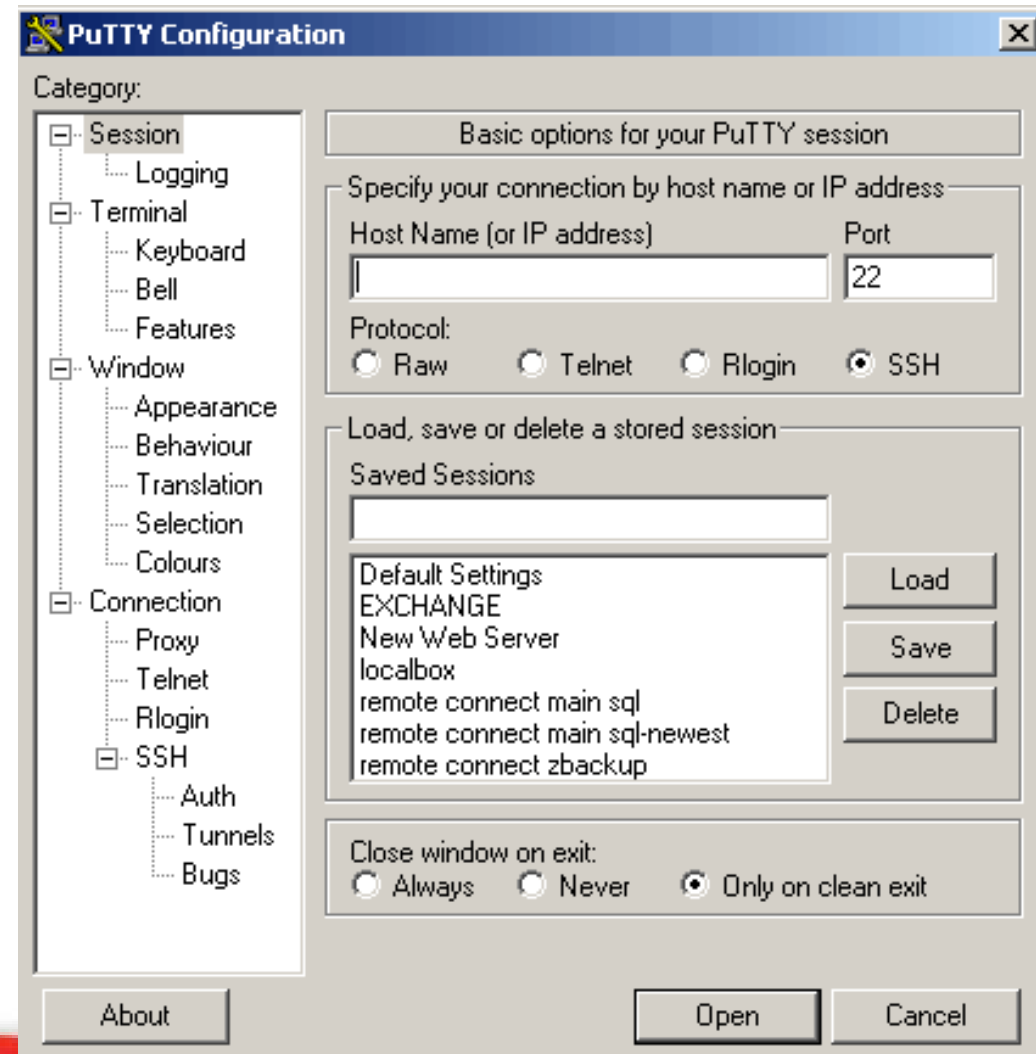 PuTTY Configuration
Category:
Session
Logging
Terminal
Keyboard
Bell
Features
Window
Appearance
Behaviour
Translation
Selection
Colours
Connection
Proxy
Telnet
Rlogin
SSH
Auth
Tunnels
Bugs
Basic options for your PuTTY session
Specify your connection by host name or IP address
Host Name (or IP address) Port
22
Protocol:
Raw Telnet Rlogin SSH
Load, save or delete a stored session
Saved Sessions
Default Settings
EXCHANGE
New Web Server
localbox
remote connect main sql
remote connect main sql-newest
remote connect zbackup
Load
Save
Delete
Close window on exit:
Always Never Only on clean exit
About Open Cancel